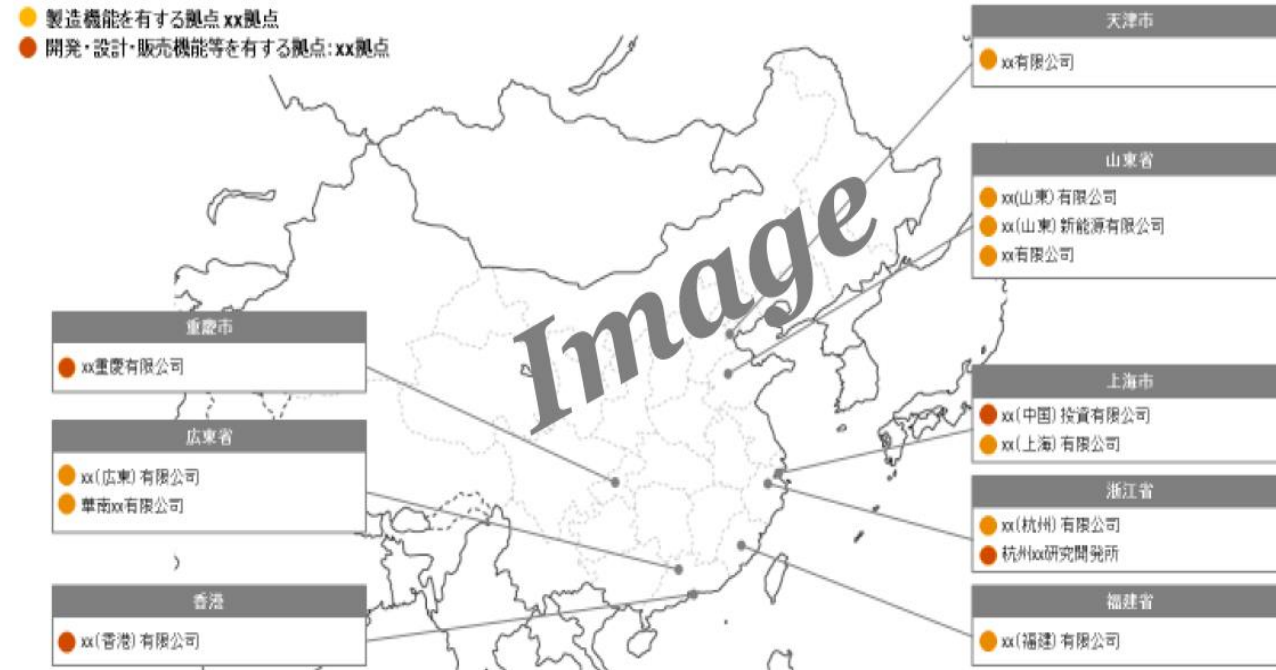 製造機能を有する拠点 xx拠点
開発・設計・販売機能等を有する拠点:xx拠点
天津市
xx有限公司
山東省
xx(山東)有限公司
xx(山東)新能源有限公司
xx有限公司
Image
重慶市
xx重慶有限公司
上海市
xx(中国)投資有限公司
xx(上海)有限公司
広東省
xx(広東)有限公司
華南xx有限公司
浙江省
xx(杭州)有限公司
杭州xx研究開発所
香港
xx(香港)有限公司
福建省
xx(福建)有限公司